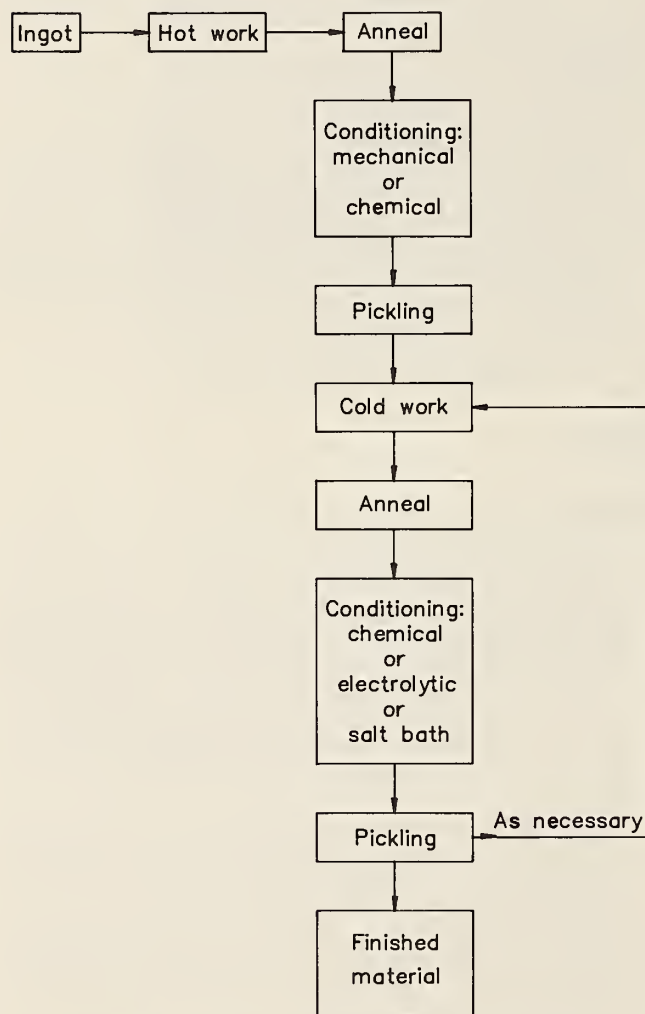 Ingot
Hot work
Anneal
Conditioning:
mechanical
or
chemical
Pickling
Cold work
Anneal
Conditioning:
chemical
or
electrolytic
or
salt bath
Pickling
As necessary
Finished
material